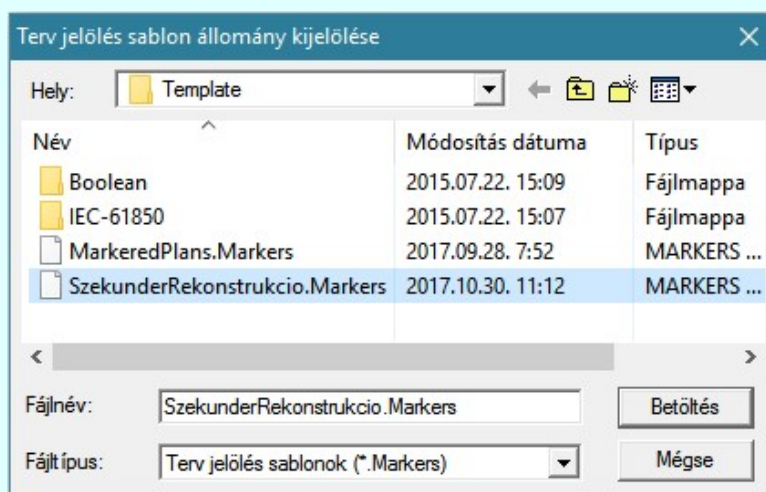 Terv jelölés sablon állomány kijelölése
Hely: Template
Név Módosítás dátuma Típus
Boolean 2015.07.22. 15:09 Fájlmappa
IEC-61850 2015.07.22. 15:07 Fájlmappa
MarkeredPlans.Markers 2017.09.28. 7:52 MARKERS ...
SzekunderRekonstrukcio.Markers 2017.10.30. 11:12 MARKERS ...
Fájlnév: SzekunderRekonstrukcio.Markers Betöltés
Fájltípus: Terv jelölés sablonok (*.Markers) Mégse